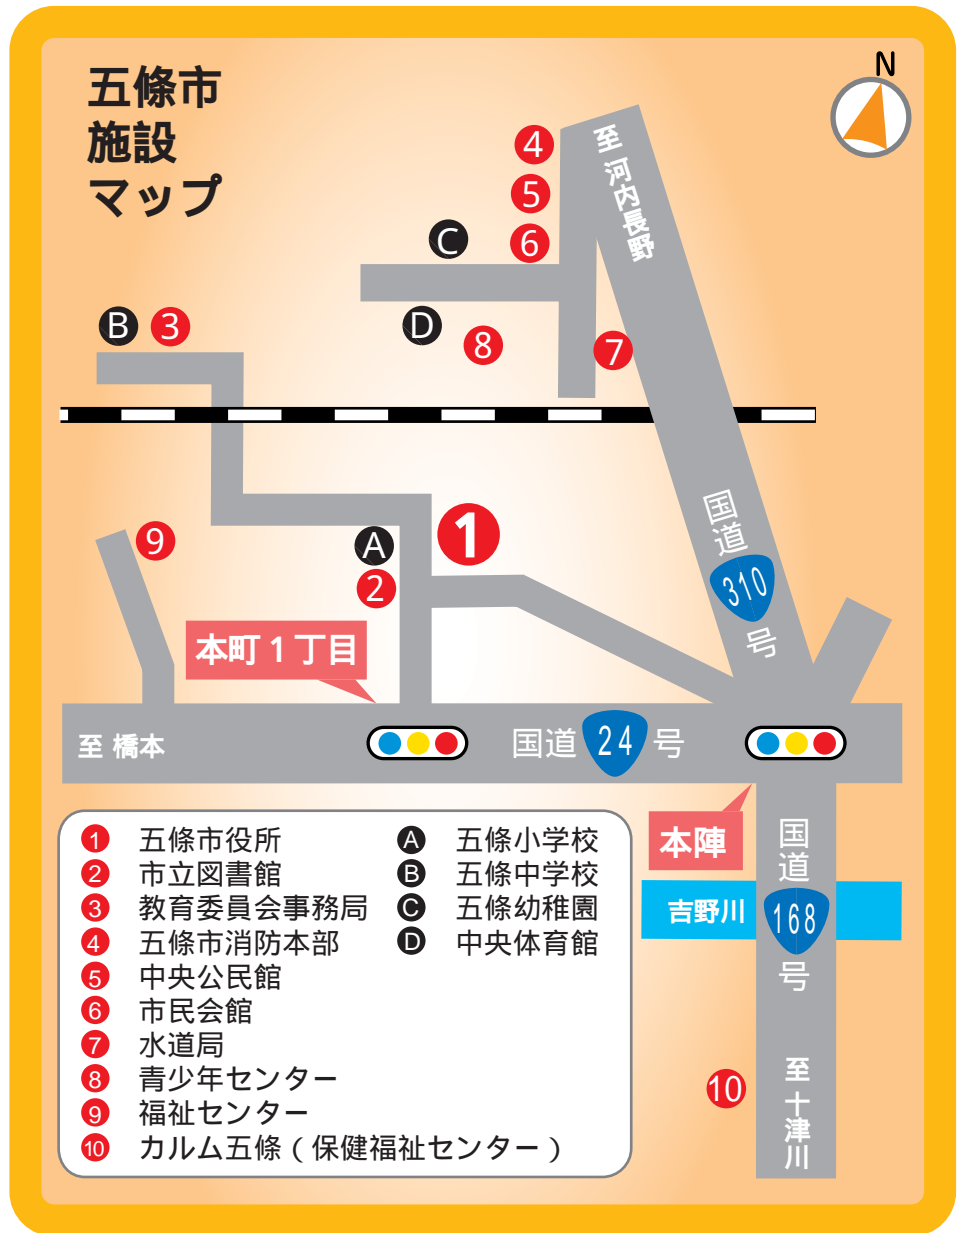 五條市
施設
マップ
N
4
至 河内長野
5
C
6
B
3
D
8
7
国道
310
号
9
A
1
2
本町1丁目
至 橋本
国道 24 号
本陣
国道
吉野川
168
号
10
至 十津川
1 五條市役所
2 市立図書館
3 教育委員会事務局
4 五條市消防本部
5 中央公民館
6 市民会館
7 水道局
8 青少年センター
9 福祉センター
10 カルム五條(保健福祉センター)
A 五條小学校
B 五條中学校
C 五條幼稚園
D 中央体育館